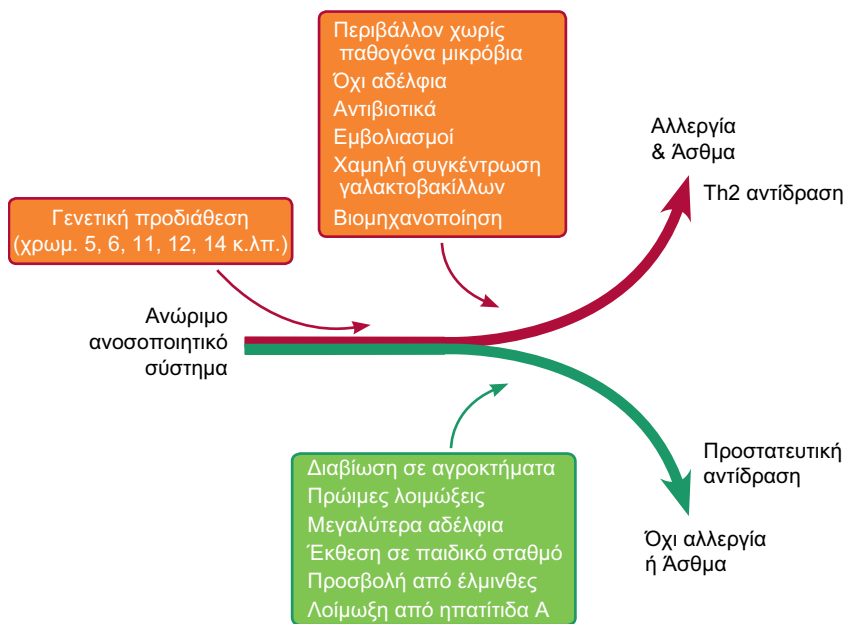 Περιβάλλον χωρίς
παθογόνα μικρόβια
Όχι αδέλφια
Αντιβιοτικά
Εμβολιασμοί
Χαμηλή συγκέντρωση
γαλακτοβακίλλων
Βιομηχανοποίηση
Αλλεργία
& Άσθμα
Th2 αντίδραση
Γενετική προδιάθεση
(χρωμ. 5, 6, 11, 12, 14 κ.λπ.)
Ανώριμο
ανοσοποιητικό
σύστημα
Διαβίωση σε αγροκτήματα
Πρώιμες λοιμώξεις
Μεγαλύτερα αδέλφια
Έκθεση σε παιδικό σταθμό
Προσβολή από έλμινθες
Λοίμωξη από ηπατίτιδα Α
Προστατευτική
αντίδραση
Όχι αλλεργία
ή Άσθμα